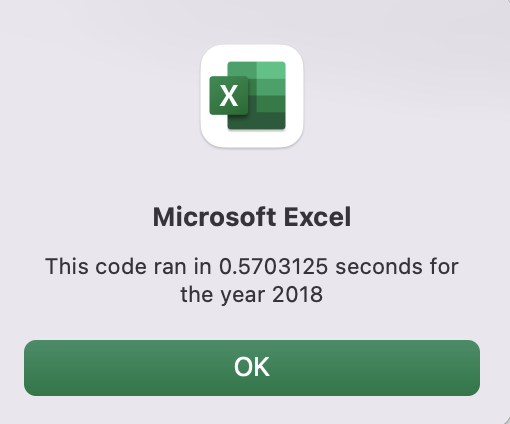 X
Microsoft Excel
This code ran in 0.5703125 seconds for
the year 2018
OK